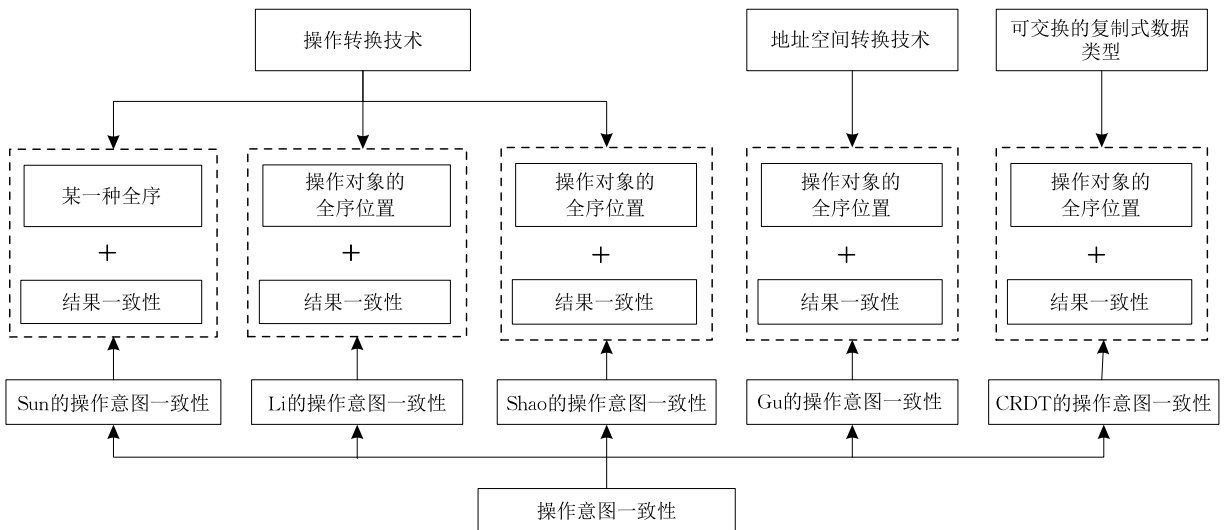 操作转换技术
地址空间转换技术
可交换的复制式数据
类型
某一种全序
+
结果一致性
操作对象的
全序位置
+
结果一致性
操作对象的
全序位置
+
结果一致性
操作对象的
全序位置
+
结果一致性
操作对象的
全序位置
+
结果一致性
Sun的操作意图一致性
Li的操作意图一致性
Shao的操作意图一致性
Gu的操作意图一致性
CRDT的操作意图一致性
操作意图一致性